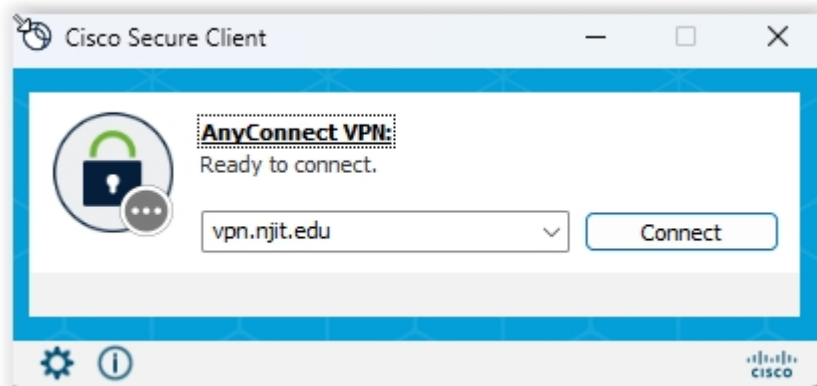 Cisco Secure Client
AnyConnect VPN:
Ready to connect.
vpn.njit.edu Connect
CISCO